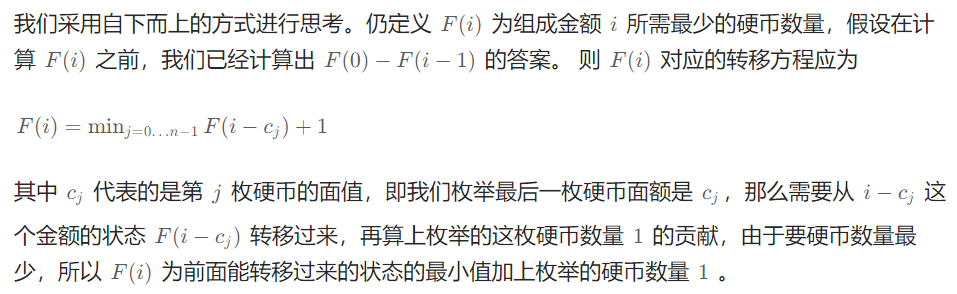 我们采用自下而上的方式进行思考。仍定义 F(i) 为组成金额 i 所需最少的硬币数量，假设在计
算 F(i) 之前，我们已经计算出 F(0) − F(i − 1) 的答案。 则 F(i) 对应的转移方程应为
F(i) = min_{j=0…n−1} F(i − c_j) + 1
其中 c_j 代表的是第 j 枚硬币的面值，即我们枚举最后一枚硬币面额是 c_j，那么需要从 i − c_j 这
个金额的状态 F(i − c_j) 转移过来，再算上枚举的这枚硬币数量 1 的贡献，由于要硬币数量最
少，所以 F(i) 为前面能转移过来的状态的最小值加上枚举的硬币数量 1 。